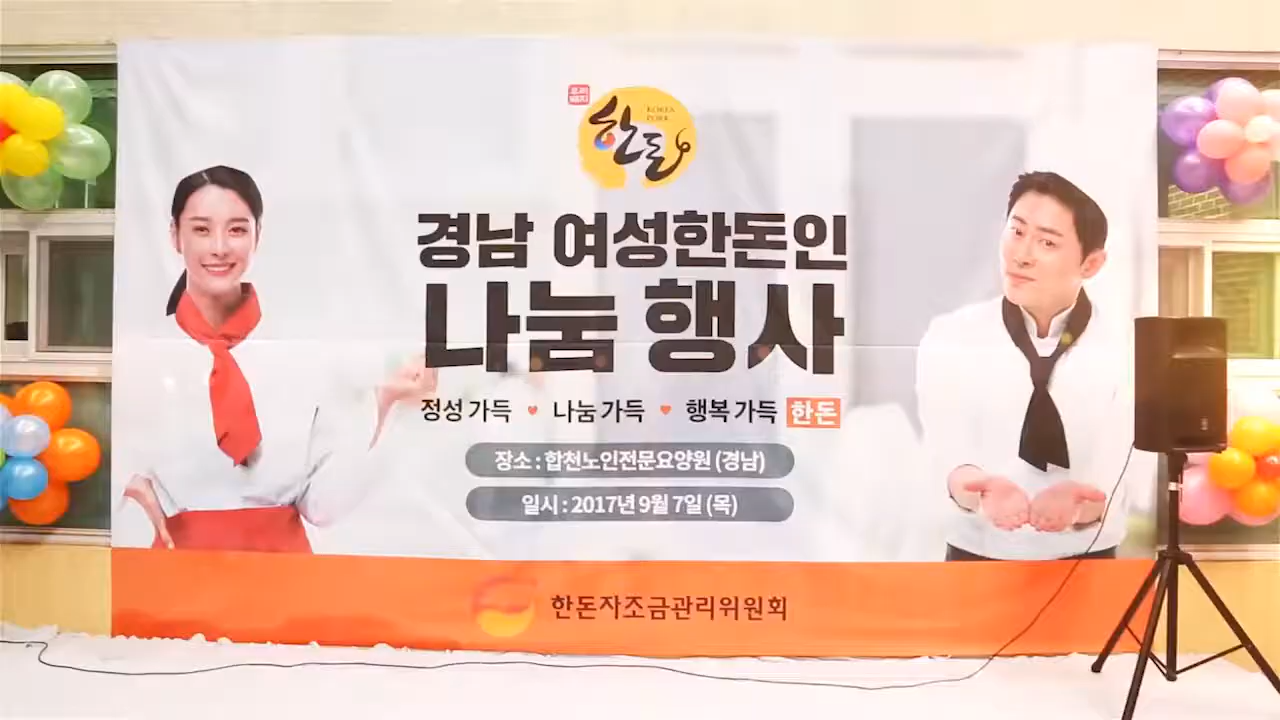 한돈
KOREA
PORK
경남 여성한돈인
나눔 행사
정성 가득 ♥ 나눔 가득 ♥ 행복 가득 한돈
장소 : 합천노인전문요양원 (경남)
일시 : 2017년 9월 7일 (목)
한돈자조금관리위원회